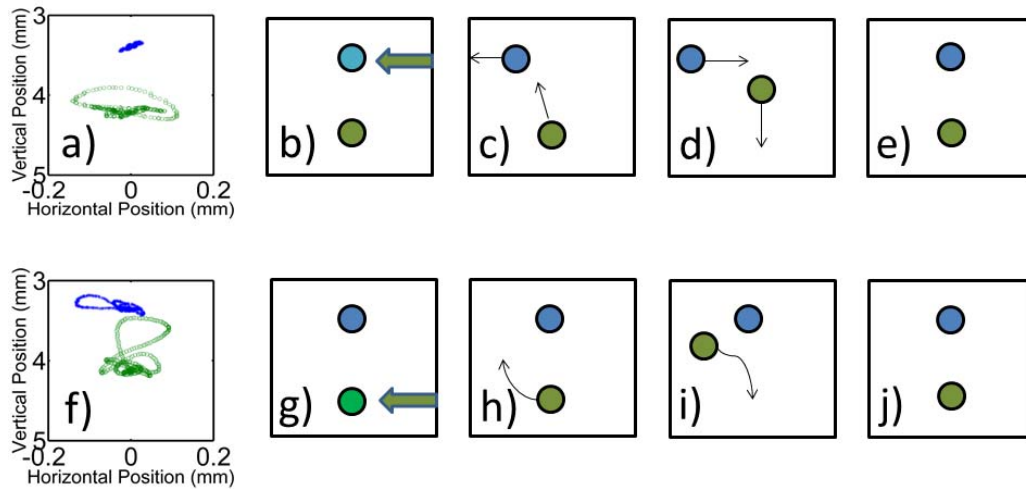 3
4
5
-0.2 0 0.2
Vertical Position (mm)
Horizontal Position (mm)
a)
b)
c)
d)
e)
3
4
5
-0.2 0 0.2
Vertical Position (mm)
Horizontal Position (mm)
f)
g)
h)
i)
j)